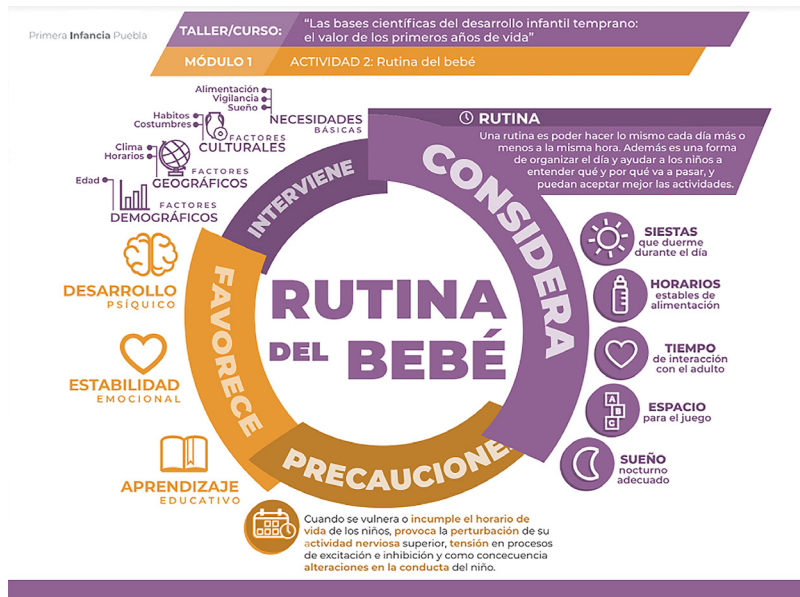 Primera Infancia Puebla
TALLER/CURSO:
"Las bases científicas del desarrollo infantil temprano:
el valor de los primeros años de vida"
MÓDULO 1
ACTIVIDAD 2: Rutina del bebé
Alimentación
Vigilancia
Sueño
NECESIDADES
BÁSICAS
Habitos
Costumbres
FACTORES
CULTURALES
Clima
Horarios
FACTORES
GEOGRÁFICOS
Edad
FACTORES
DEMOGRÁFICOS
INTERVIENE
CONSIDERA
RUTINA
Una rutina es poder hacer lo mismo cada día más o
menos a la misma hora. Además es una forma
de organizar el día y ayudar a los niños a
entender qué y por qué va a pasar, y
puedan aceptar mejor las actividades.
SIESTAS
que duerme
durante el día
HORARIOS
estables de
alimentación
TIEMPO
de interacción
con el adulto
ESPACIO
para el juego
A
B
C
SUEÑO
nocturno
adecuado
RUTINA
DEL BEBÉ
FAVORECE
DESARROLLO
PSÍQUICO
ESTABILIDAD
EMOCIONAL
APRENDIZAJE
EDUCATIVO
PRECAUCIONE
Cuando se vulnera o incumple el horario de
vida de los niños, provoca la perturbación de su
actividad nerviosa superior, tensión en procesos
de excitación e inhibición y como concecuencia
alteraciones en la conducta del niño.